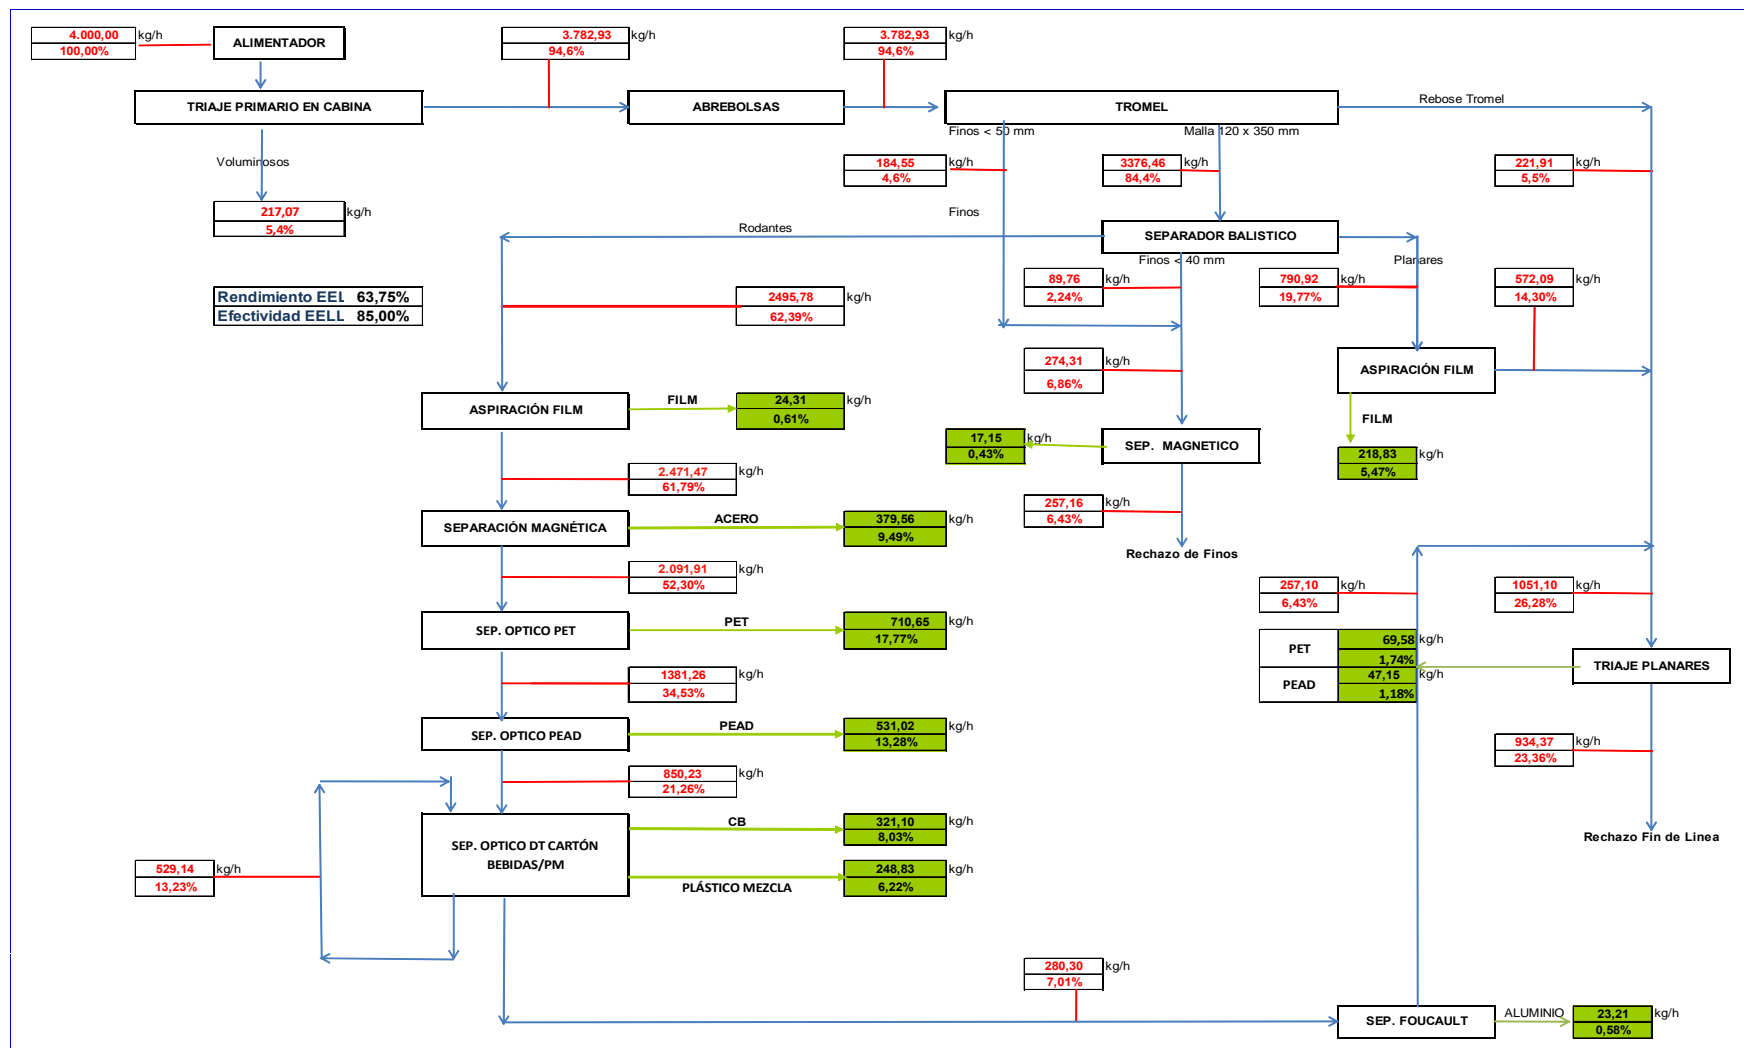 4.000,00 kg/h
100,00%
ALIMENTADOR
3.782,93 kg/h
94,6%
3.782,93 kg/h
94,6%
TRIAJE PRIMARIO EN CABINA
ABREBOLSAS
TROMEL
Rebose Tromel
Finos < 50 mm
Malla 120 x 350 mm
Voluminosos
184,55 kg/h
4,6%
3376,46 kg/h
84,4%
221,91 kg/h
5,5%
217,07 kg/h
5,4%
Finos
Rodantes
SEPARADOR BALISTICO
Finos < 40 mm
Planares
89,76 kg/h
2,24%
790,92 kg/h
19,77%
572,09 kg/h
14,30%
Rendimiento EEL 63,75%
Efectividad EELL 85,00%
2495,78 kg/h
62,39%
274,31 kg/h
6,86%
ASPIRACIÓN FILM
ASPIRACIÓN FILM
FILM
24,31 kg/h
0,61%
FILM
17,15 kg/h
0,43%
SEP. MAGNETICO
218,83 kg/h
5,47%
2.471,47 kg/h
61,79%
257,16 kg/h
6,43%
SEPARACIÓN MAGNÉTICA
ACERO
379,56 kg/h
9,49%
Rechazo de Finos
2.091,91 kg/h
52,30%
257,10 kg/h
6,43%
1051,10 kg/h
26,28%
SEP. OPTICO PET
PET
710,65 kg/h
17,77%
PET
69,58 kg/h
1,74%
PEAD
47,15 kg/h
1,18%
TRIAJE PLANARES
1381,26 kg/h
34,53%
SEP. OPTICO PEAD
PEAD
531,02 kg/h
13,28%
934,37 kg/h
23,36%
850,23 kg/h
21,26%
SEP. OPTICO DT CARTÓN
BEBIDAS/PM
CB
321,10 kg/h
8,03%
Rechazo Fin de Linea
529,14 kg/h
13,23%
PLÁSTICO MEZCLA
248,83 kg/h
6,22%
280,30 kg/h
7,01%
SEP. FOUCAULT
ALUMINIO
23,21 kg/h
0,58%